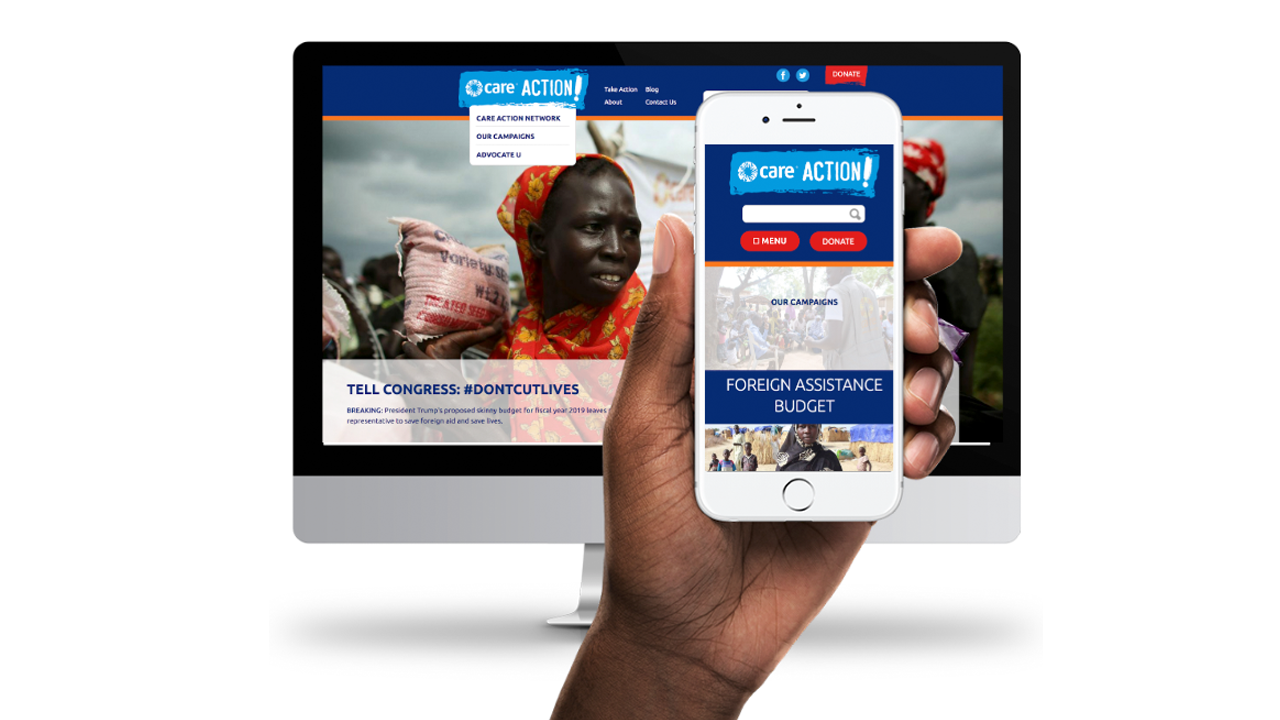 care ACTION!
Take Action
Blog
About
Contact Us
DONATE
CARE ACTION NETWORK
OUR CAMPAIGNS
ADVOCATE U
TELL CONGRESS: #DONTCUTLIVES
BREAKING: President Trump's proposed skinny budget for fiscal year 2019 leaves
representative to save foreign aid and save lives.
care ACTION!
MENU
DONATE
OUR CAMPAIGNS
FOREIGN ASSISTANCE
BUDGET